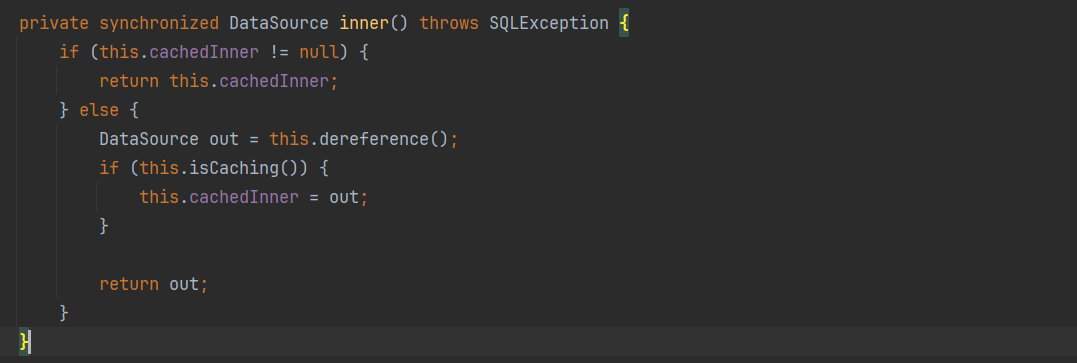 private synchronized DataSource inner() throws SQLException {
    if (this.cachedInner != null) {
        return this.cachedInner;
    } else {
        DataSource out = this.dereference();
        if (this.isCaching()) {
            this.cachedInner = out;
        }

        return out;
    }
}